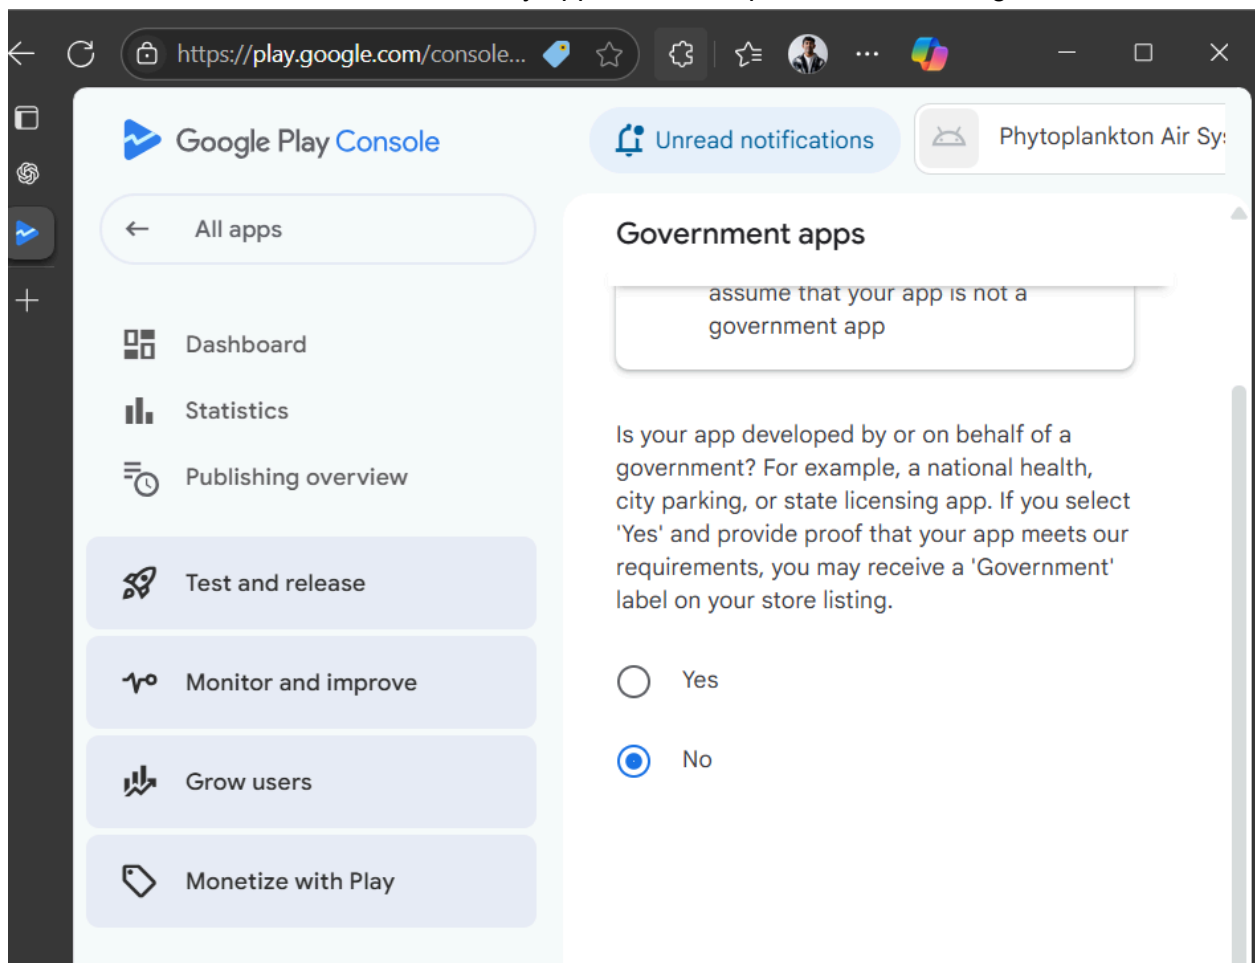 https://play.google.com/console...
Google Play Console
Unread notifications
Phytoplankton Air Sy
All apps
Government apps
assume that your app is not a
government app
Dashboard
Statistics
Publishing overview
Is your app developed by or on behalf of a
government? For example, a national health,
city parking, or state licensing app. If you select
'Yes' and provide proof that your app meets our
requirements, you may receive a 'Government'
label on your store listing.
Test and release
Yes
Monitor and improve
No
Grow users
Monetize with Play